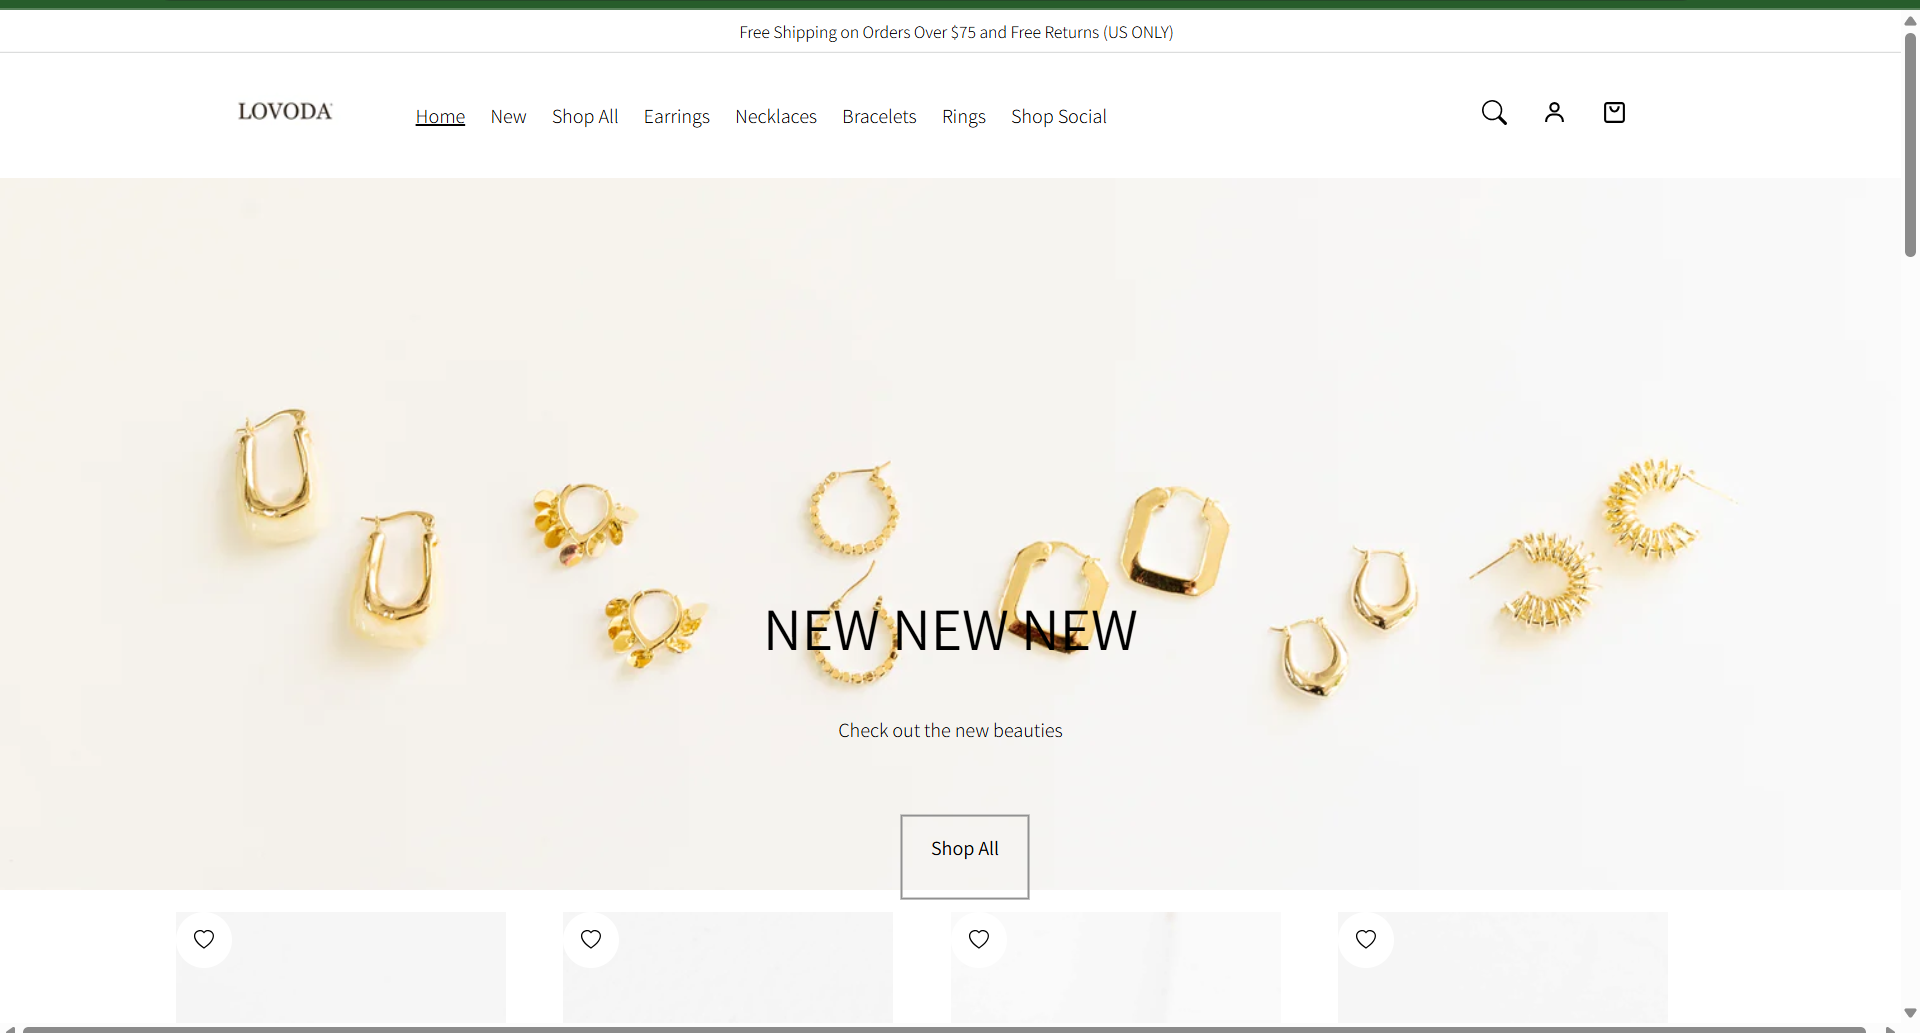 Free Shipping on Orders Over $75 and Free Returns (US ONLY)
LOVODA
Home New Shop All Earrings Necklaces Bracelets Rings Shop Social
NEW NEW NEW
Check out the new beauties
Shop All